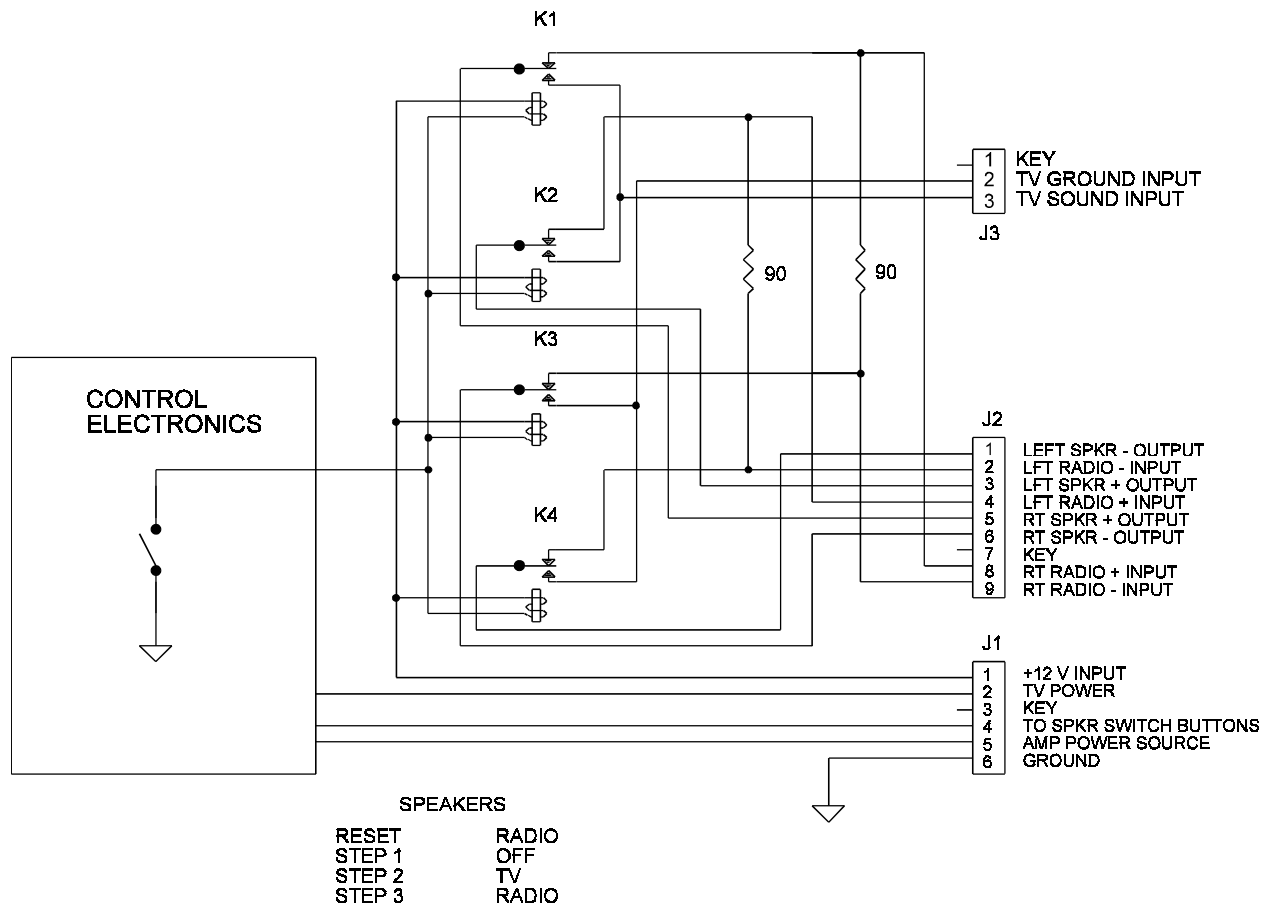 K1
1 KEY
2 TV GROUND INPUT
3 TV SOUND INPUT
J3
K2
90
90
K3
CONTROL
ELECTRONICS
J2
1 LEFT SPKR - OUTPUT
2 LFT RADIO - INPUT
3 LFT SPKR + OUTPUT
4 LFT RADIO + INPUT
5 RT SPKR + OUTPUT
6 RT SPKR - OUTPUT
7 KEY
8 RT RADIO + INPUT
9 RT RADIO - INPUT
K4
J1
1 +12 V INPUT
2 TV POWER
3 KEY
4 TO SPKR SWITCH BUTTONS
5 AMP POWER SOURCE
6 GROUND
SPEAKERS
RESET RADIO
STEP 1 OFF
STEP 2 TV
STEP 3 RADIO